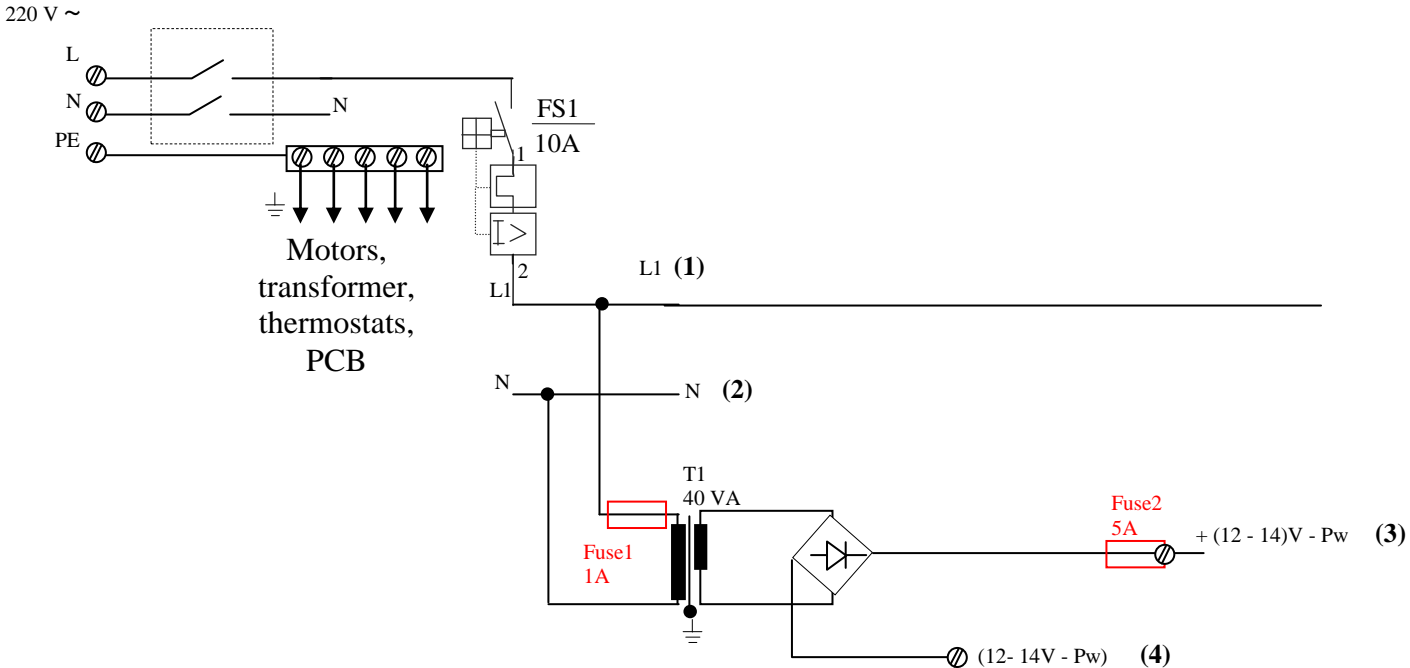 220 V ~
L
N
N
PE
FS1
10A
1
2
Motors,
transformer,
thermostats,
PCB
L1
L1 (1)
N
N (2)
T1
40 VA
Fuse1
1A
Fuse2
5A
+ (12 - 14)V - Pw (3)
(12- 14V - Pw) (4)